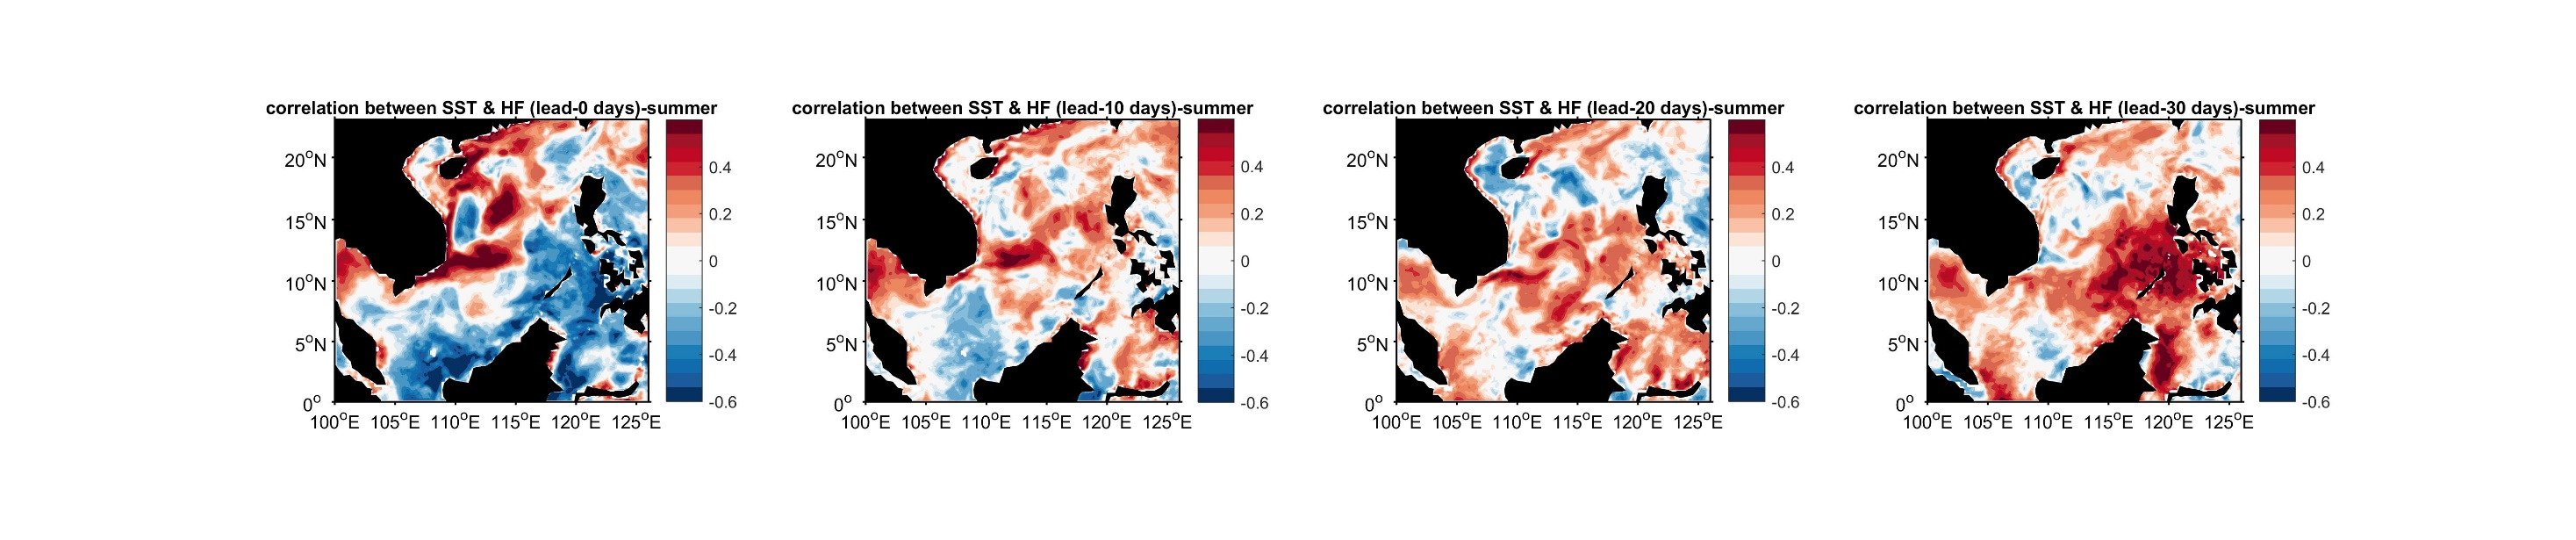 correlation between SST & HF (lead-0 days)-summer
20°N
15°N
10°N
5°N
0°
100°E 105°E 110°E 115°E 120°E 125°E
0.4
0.2
0
-0.2
-0.4
-0.6
correlation between SST & HF (lead-10 days)-summer
20°N
15°N
10°N
5°N
0°
100°E 105°E 110°E 115°E 120°E 125°E
0.4
0.2
0
-0.2
-0.4
-0.6
correlation between SST & HF (lead-20 days)-summer
20°N
15°N
10°N
5°N
0°
100°E 105°E 110°E 115°E 120°E 125°E
0.4
0.2
0
-0.2
-0.4
-0.6
correlation between SST & HF (lead-30 days)-summer
20°N
15°N
10°N
5°N
0°
100°E 105°E 110°E 115°E 120°E 125°E
0.4
0.2
0
-0.2
-0.4
-0.6